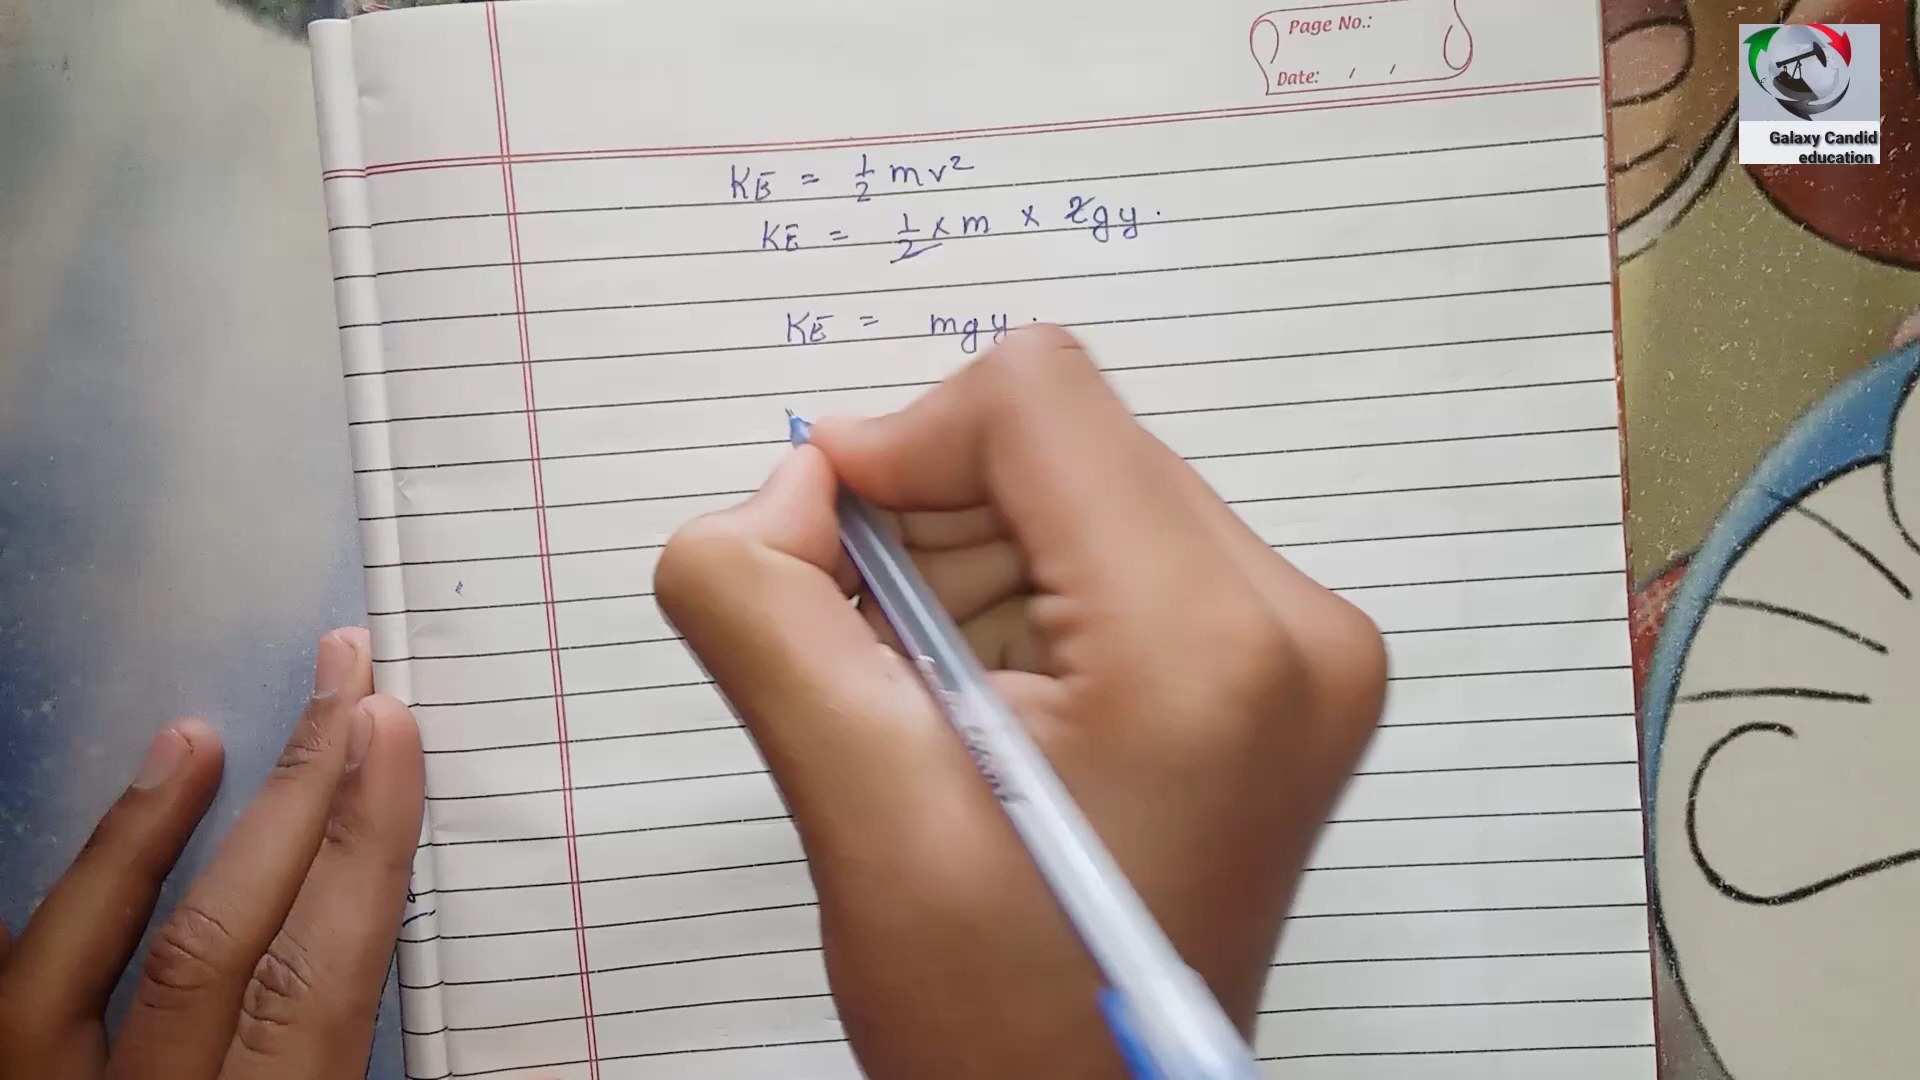 Page No.:
Date: / /
Galaxy Candid
education
KE = 1/2 mv²
KE = 1/2 × m × 2gy.
KE = mgy.